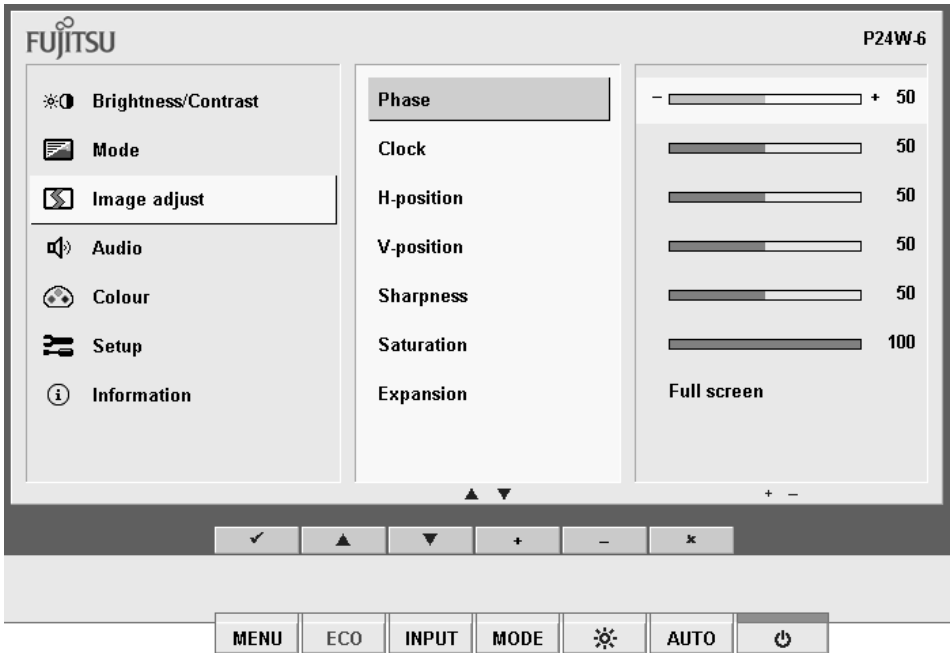 FUJITSU
P24W-6
Brightness/Contrast
Mode
Image adjust
Audio
Colour
Setup
Information
Phase
Clock
H-position
V-position
Sharpness
Saturation
Expansion
− + 50
50
50
50
50
100
Full screen
▲ ▼
+ −
✓ ▲ ▼ + − x
MENU ECO INPUT MODE AUTO